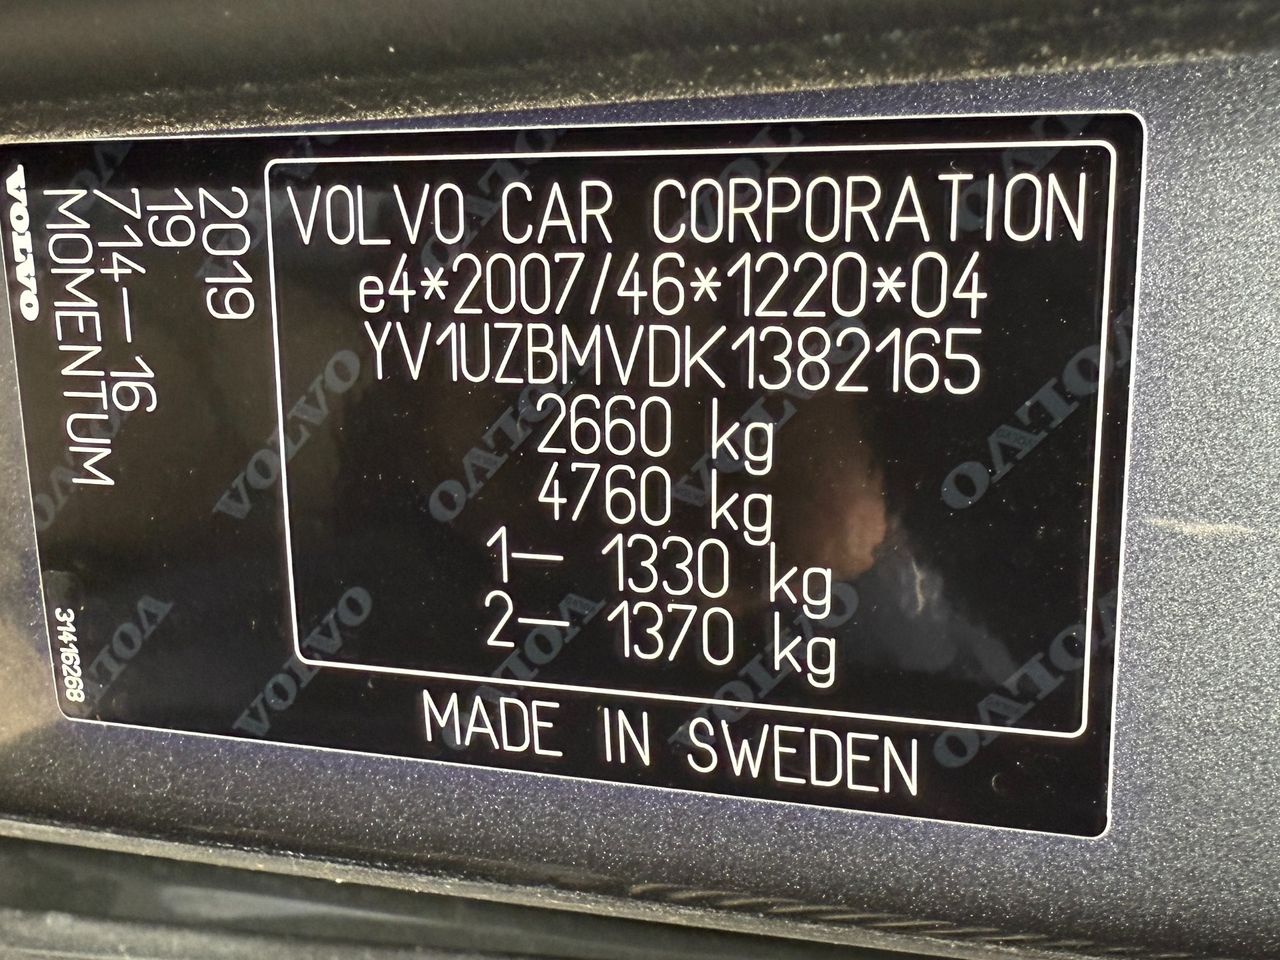 VOLVO CAR CORPORATION
e4*2007/46*1220*04
YV1UZBMVDK1382165
2660 kg
4760 kg
1— 1330 kg
2— 1370 kg
MADE IN SWEDEN
2019
19
714—16
MOMENTUM
VOLVO
31416268